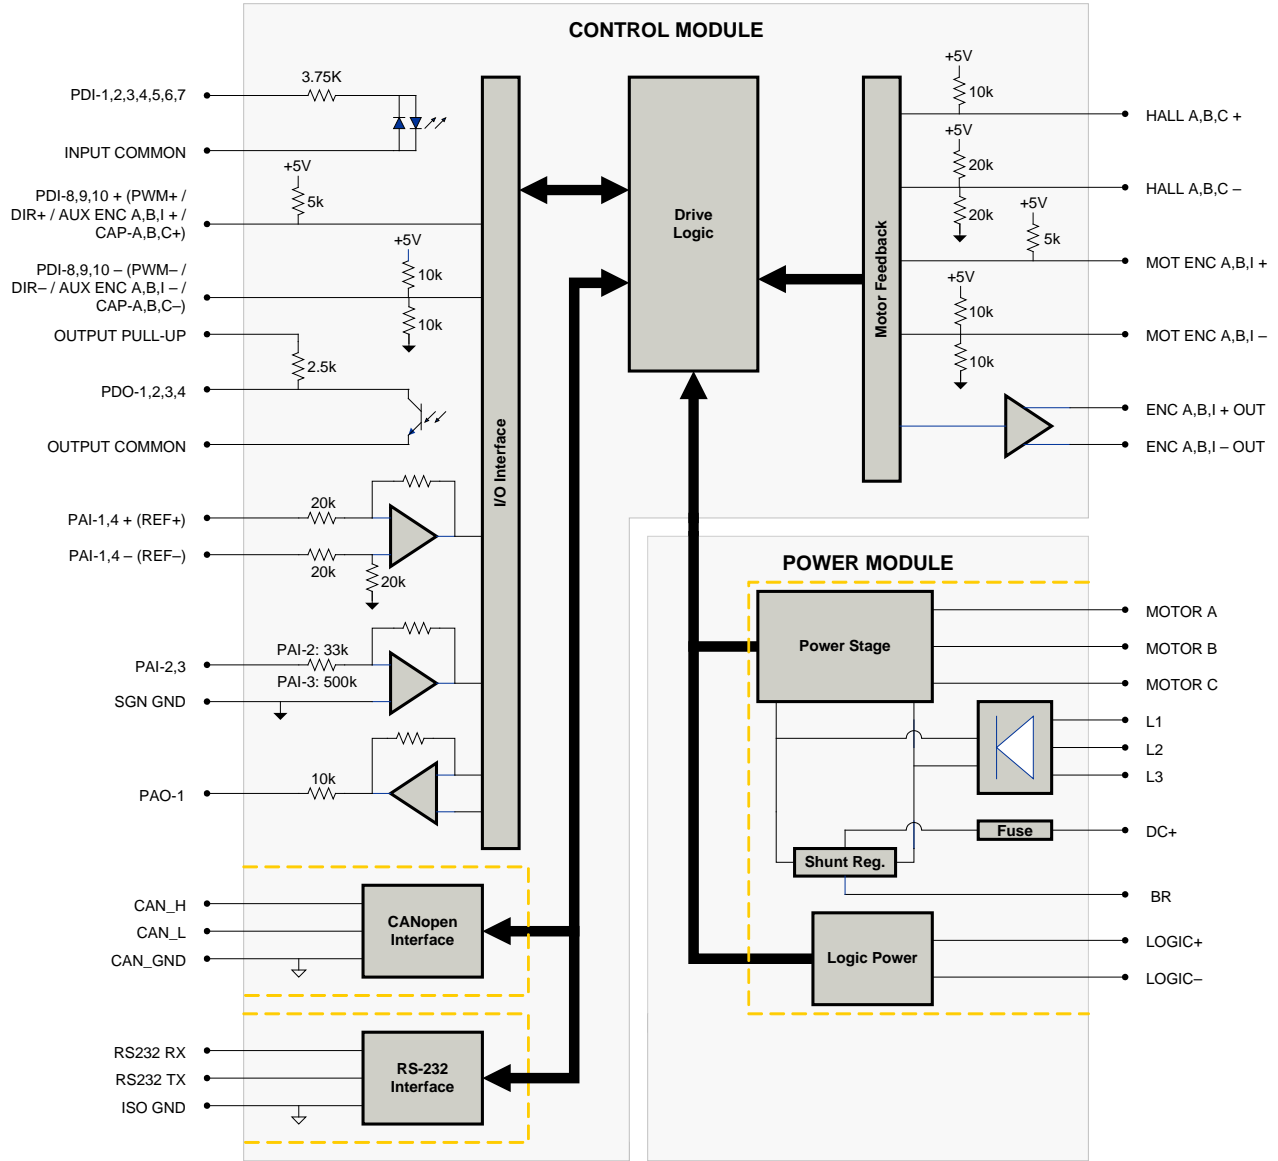 CONTROL MODULE
PDI-1,2,3,4,5,6,7
3.75K
INPUT COMMON
+5V
5k
PDI-8,9,10 + (PWM+ /
DIR+ / AUX ENC A,B,I + /
CAP-A,B,C+)
+5V
10k
10k
PDI-8,9,10 – (PWM– /
DIR– / AUX ENC A,B,I – /
CAP-A,B,C–)
OUTPUT PULL-UP
2.5k
PDO-1,2,3,4
OUTPUT COMMON
PAI-1,4 + (REF+)
20k
PAI-1,4 – (REF–)
20k
20k
PAI-2,3
PAI-2: 33k
PAI-3: 500k
SGN GND
PAO-1
10k
I/O Interface
Drive
Logic
Motor Feedback
+5V
10k
HALL A,B,C +
+5V
20k
HALL A,B,C –
20k
+5V
5k
MOT ENC A,B,I +
+5V
10k
MOT ENC A,B,I –
10k
ENC A,B,I + OUT
ENC A,B,I – OUT
CAN_H
CAN_L
CAN_GND
CANopen
Interface
RS232 RX
RS232 TX
ISO GND
RS-232
Interface
POWER MODULE
Power Stage
MOTOR A
MOTOR B
MOTOR C
L1
L2
L3
Fuse
DC+
Shunt Reg.
BR
Logic Power
LOGIC+
LOGIC–